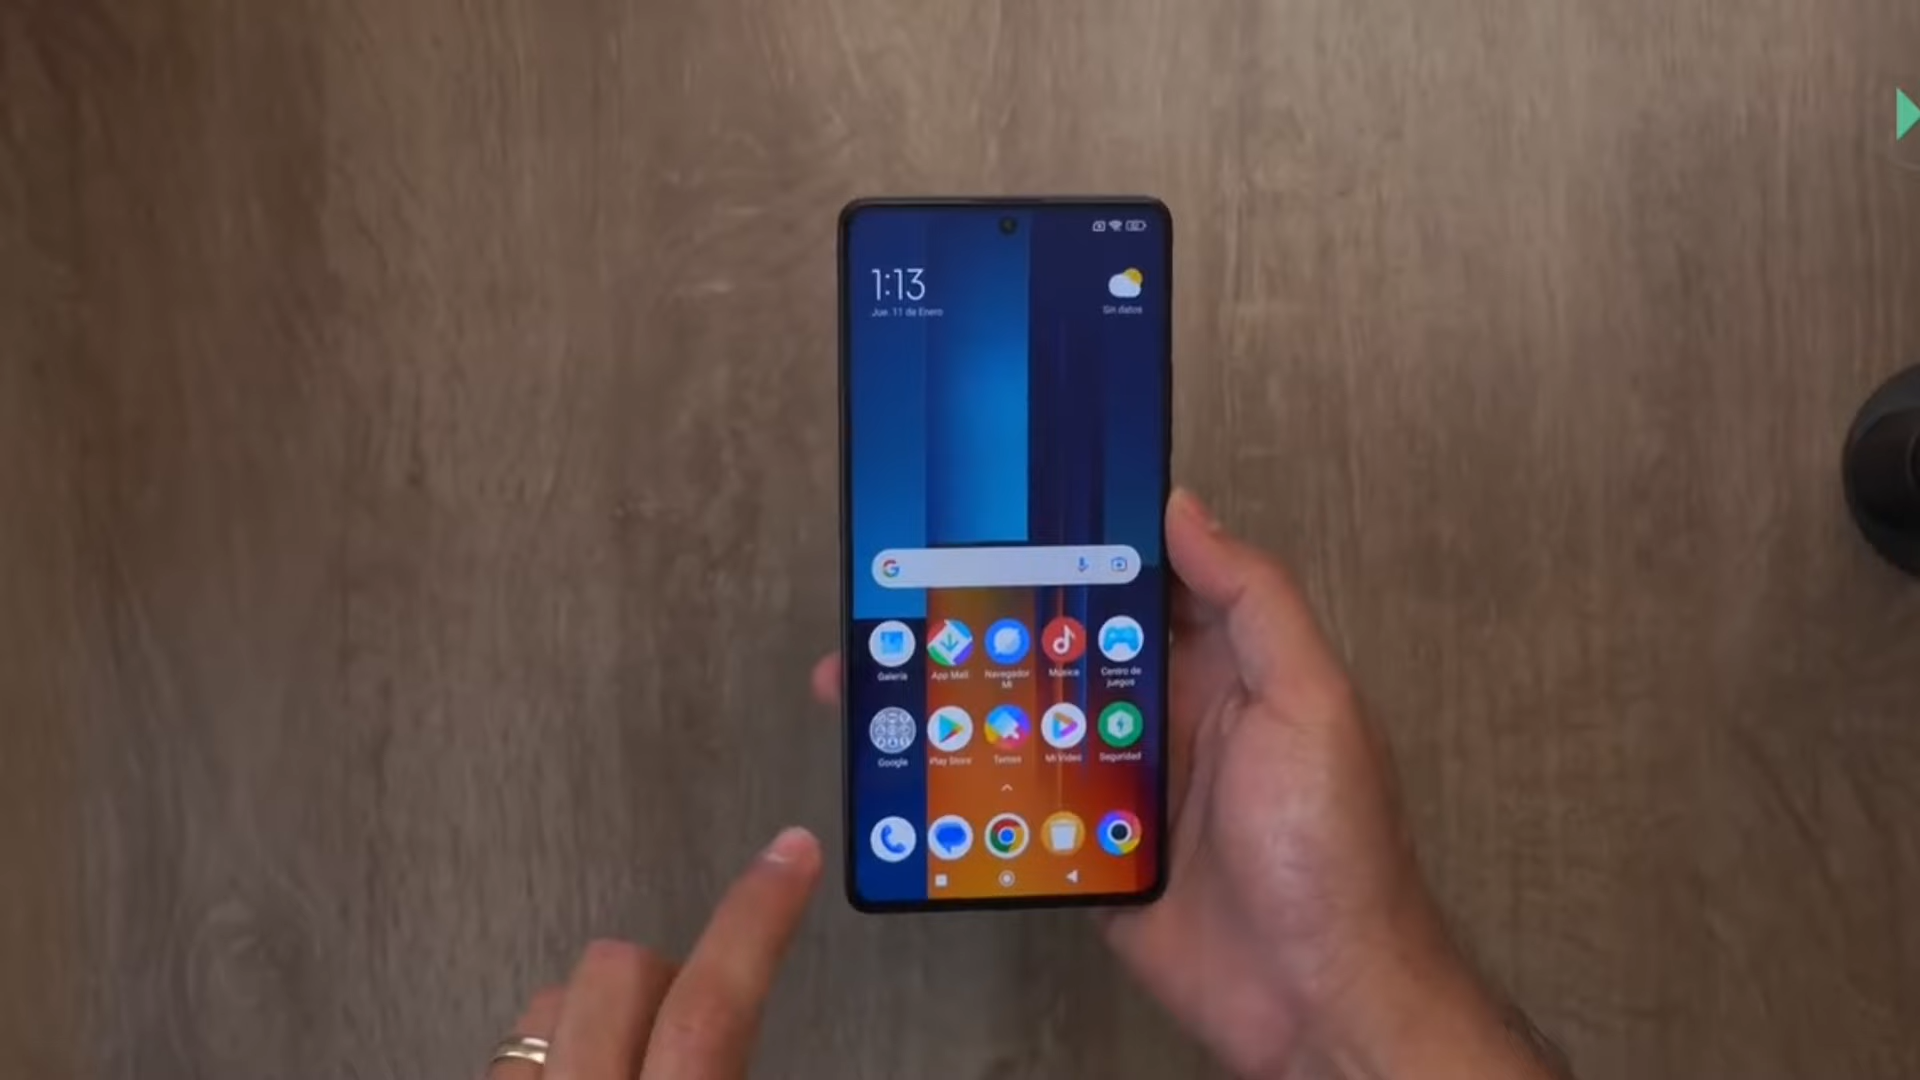 1:13
Jue. 11 de Enero
Sin datos
Galería
App Mall
Navegador
Mi
Música
Centro de
juegos
Google
Play Store
Temas
Mi Video
Seguridad